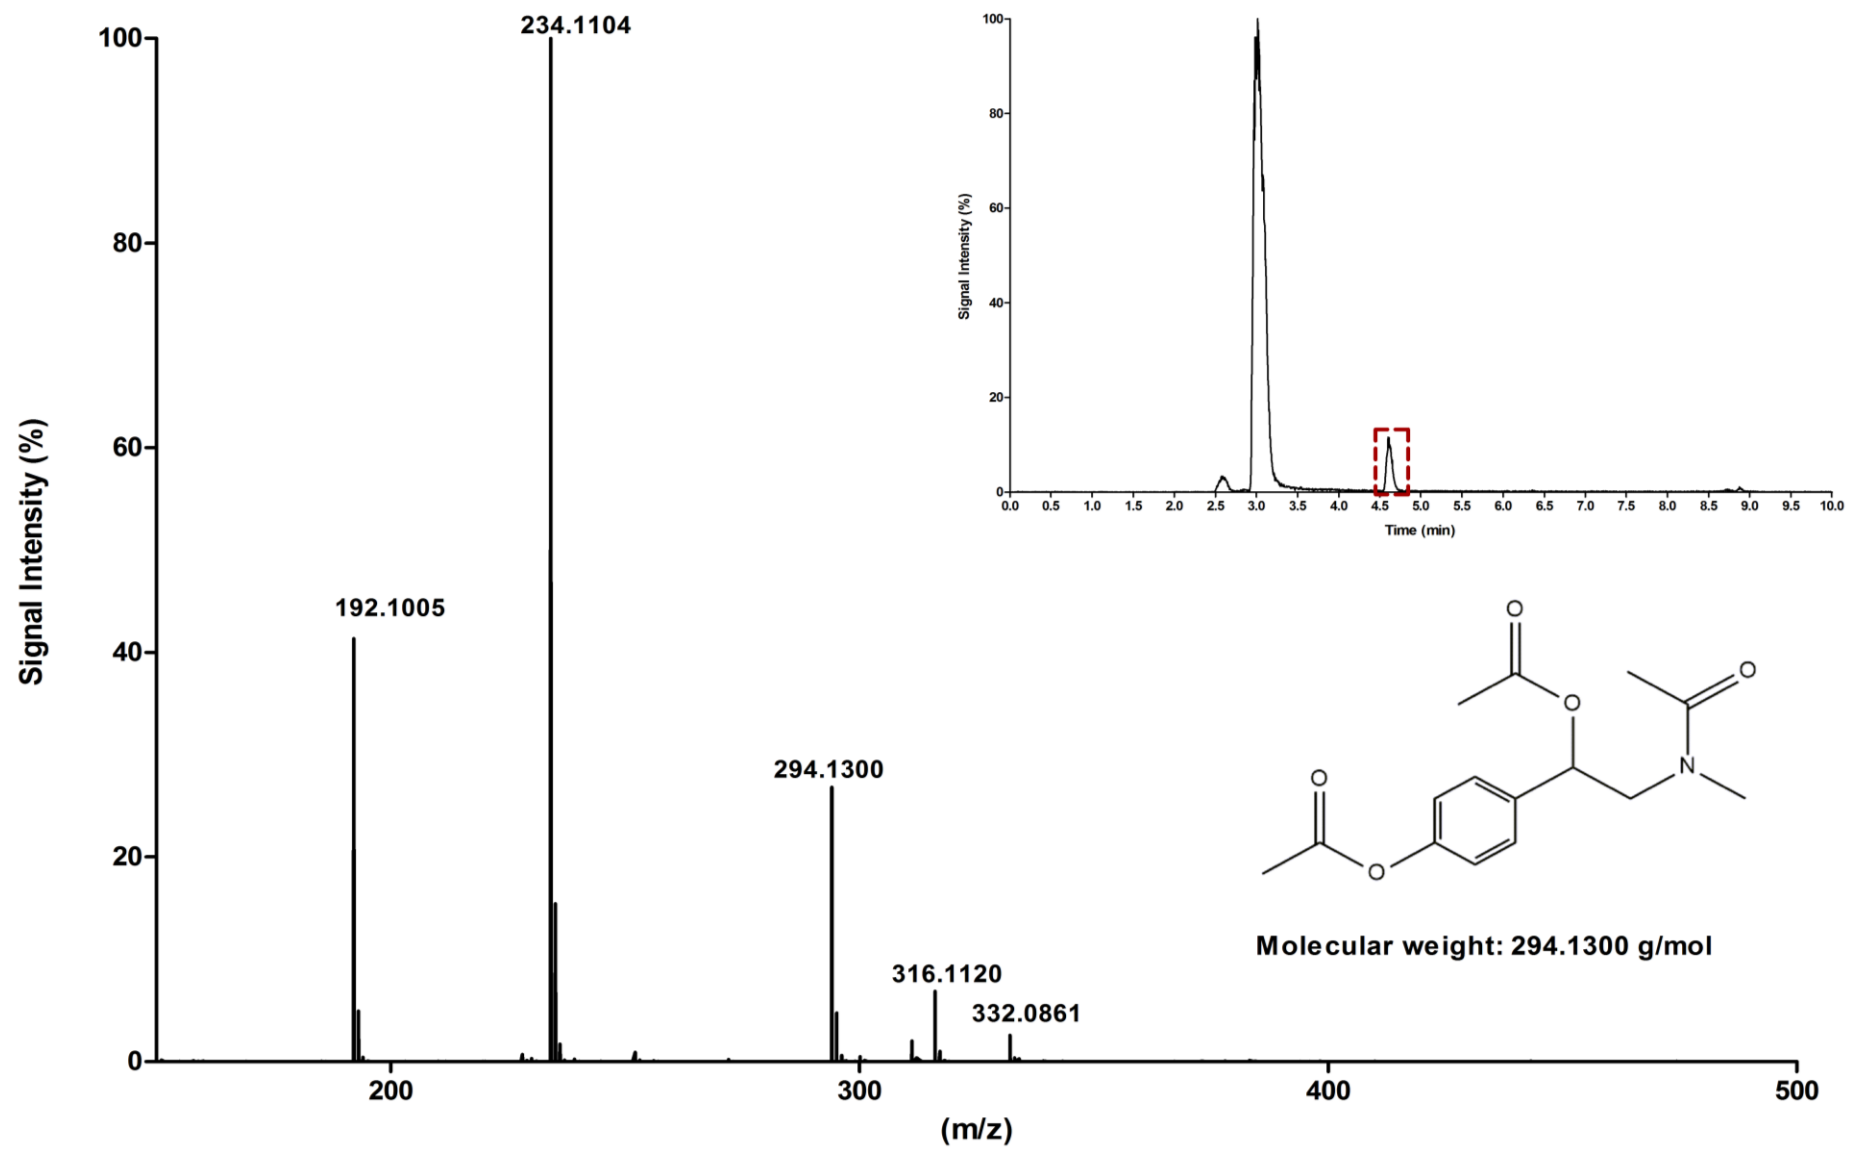 234.1104
100
80
60
40
20
0
192.1005
294.1300
316.1120
332.0861
200
300
400
500
(m/z)
Signal Intensity (%)
100
80
60
40
20
0
Signal Intensity (%)
0.0 0.5 1.0 1.5 2.0 2.5 3.0 3.5 4.0 4.5 5.0 5.5 6.0 6.5 7.0 7.5 8.0 8.5 9.0 9.5 10.0
Time (min)
O
O
O
N
O
O
Molecular weight: 294.1300 g/mol